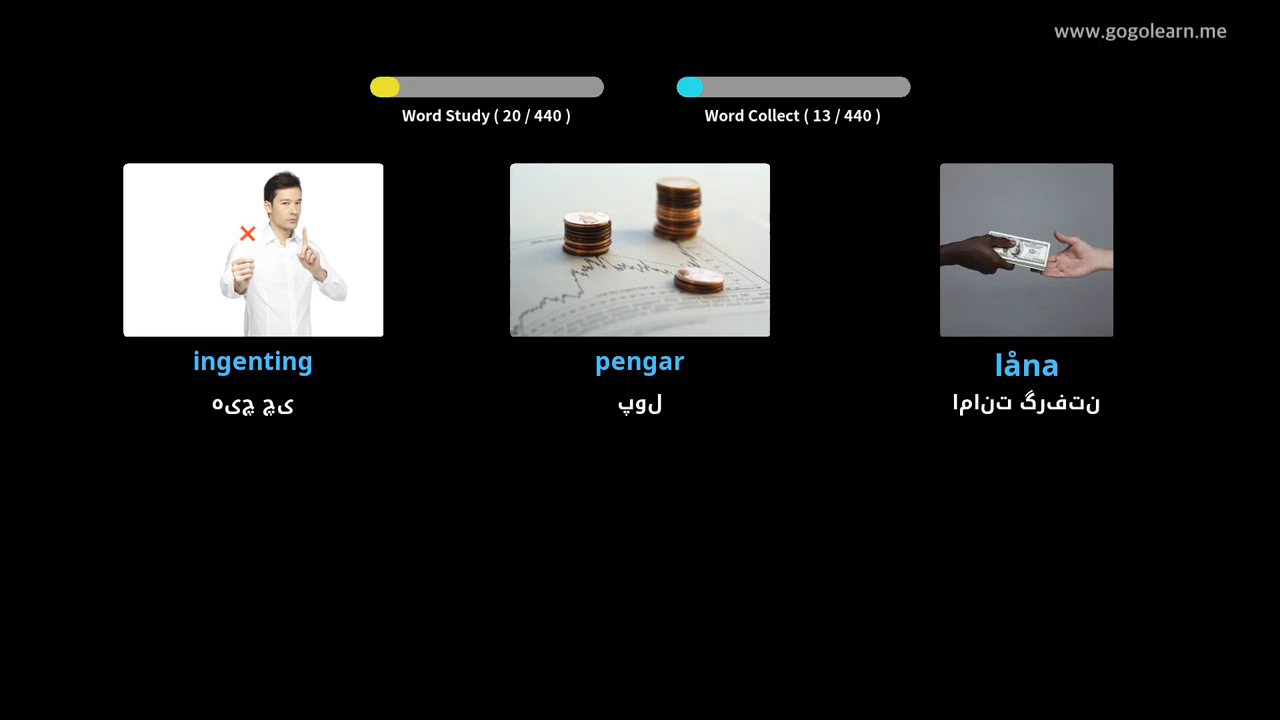 www.gogolearn.me
Word Study ( 20 / 440 )
Word Collect ( 13 / 440 )
ingenting
pengar
låna
هیچ چی
پول
امانت گرفتن